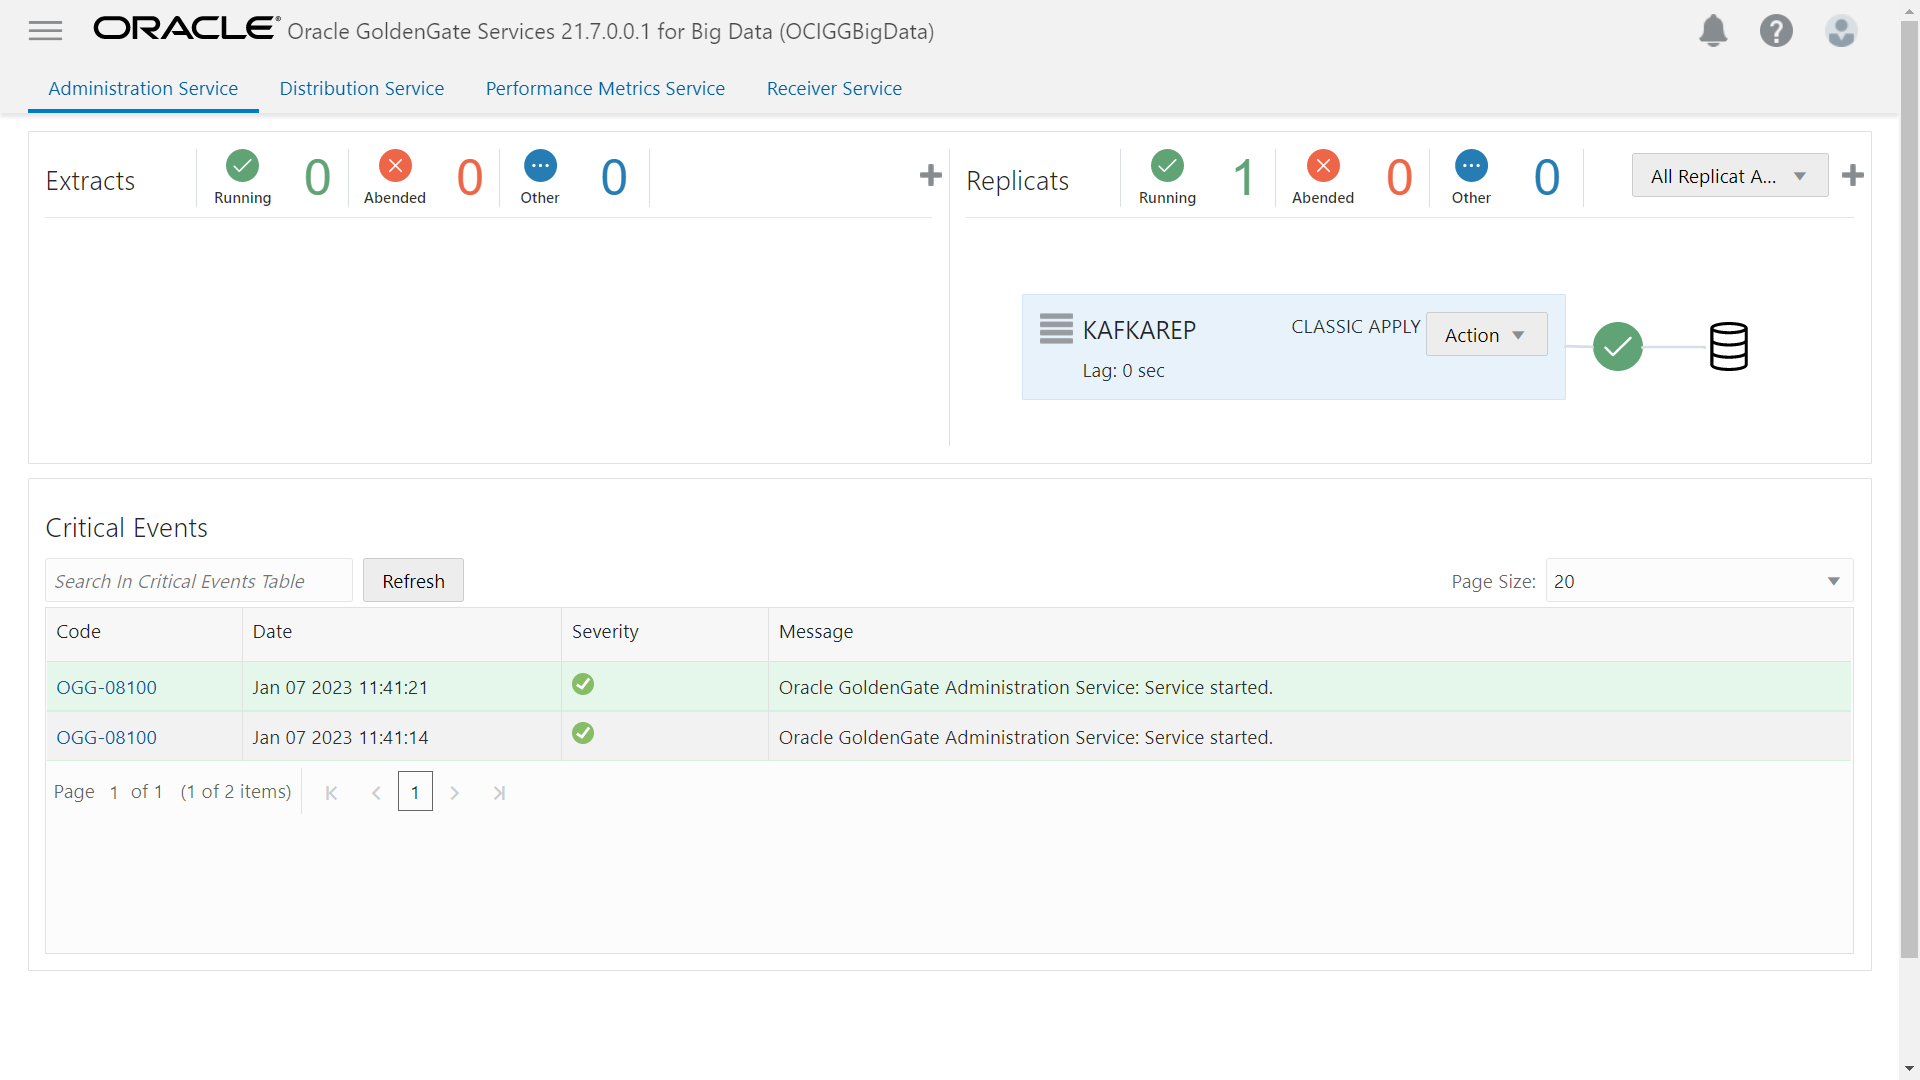 ORACLE® Oracle GoldenGate Services 21.7.0.0.1 for Big Data (OCIGGBigData)
Administration Service Distribution Service Performance Metrics Service Receiver Service
Extracts Running 0 Abended 0 Other 0
Replicats Running 1 Abended 0 Other 0 All Replicat A...
KAFKAREP CLASSIC APPLY Action
Lag: 0 sec
Critical Events
Search In Critical Events Table Refresh Page Size: 20
Code Date Severity Message
OGG-08100 Jan 07 2023 11:41:21 Oracle GoldenGate Administration Service: Service started.
OGG-08100 Jan 07 2023 11:41:14 Oracle GoldenGate Administration Service: Service started.
Page 1 of 1 (1 of 2 items) 1